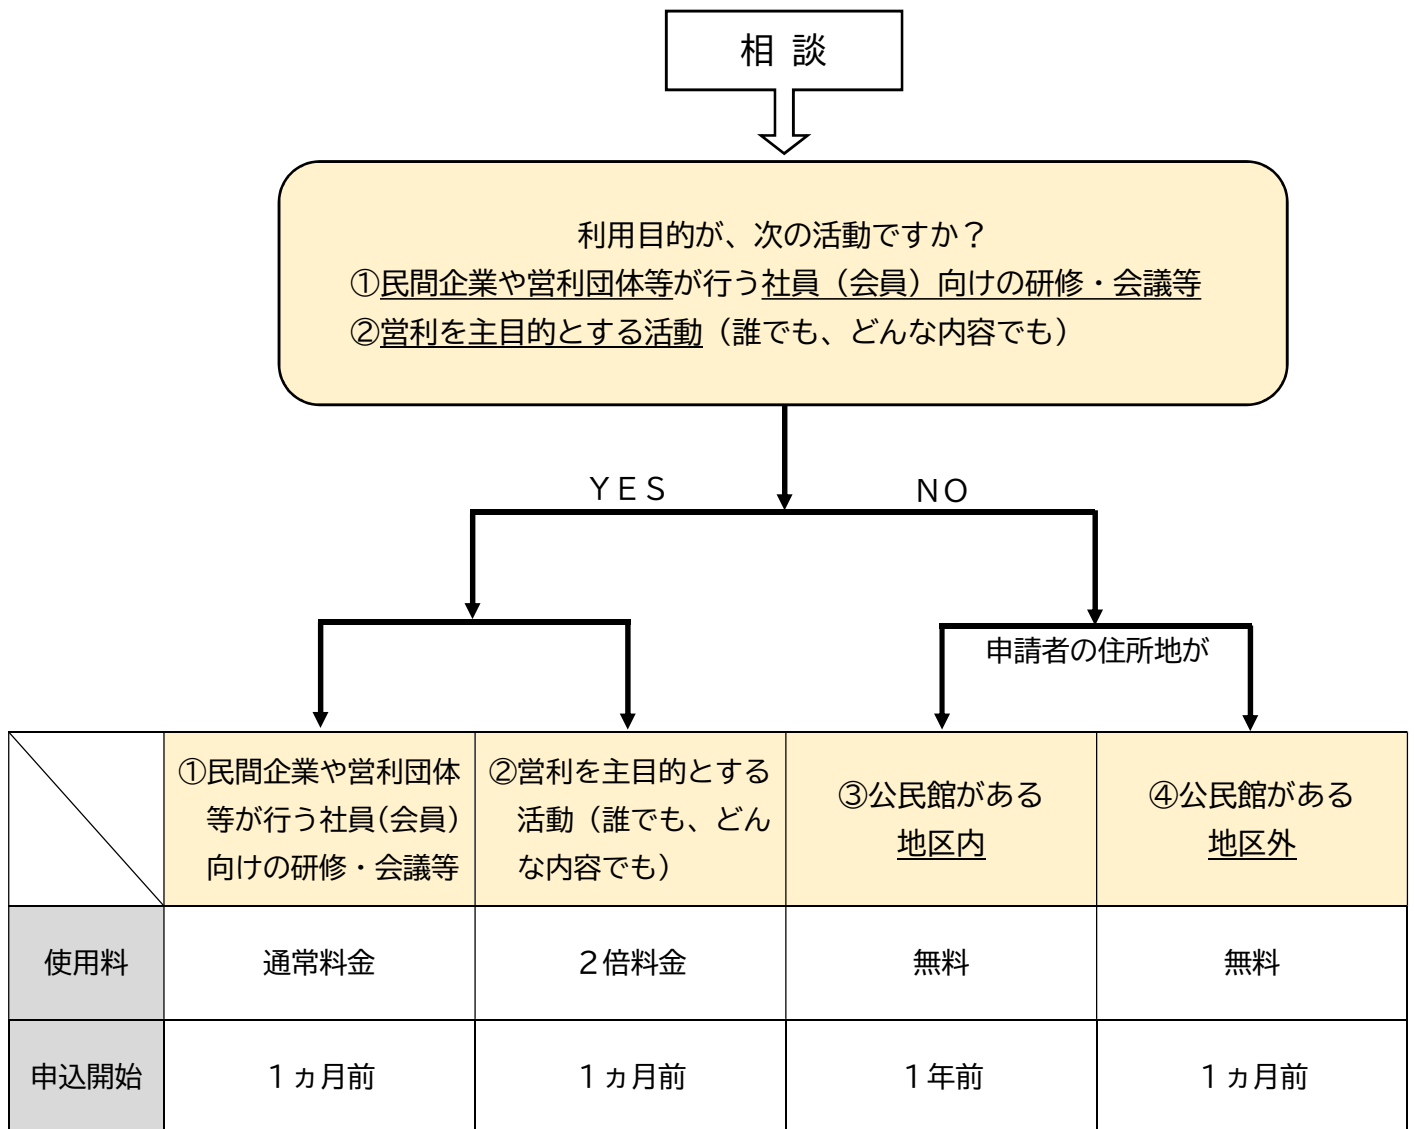 相 談
利用目的が、次の活動ですか？
①民間企業や営利団体等が行う社員（会員）向けの研修・会議等
②営利を主目的とする活動（誰でも、どんな内容でも）
ＹＥＳ
ＮＯ
申請者の住所地が
①民間企業や営利団体
等が行う社員(会員)
向けの研修・会議等
②営利を主目的とする
活動（誰でも、どん
な内容でも）
③公民館がある
地区内
④公民館がある
地区外
使用料
通常料金
２倍料金
無料
無料
申込開始
１ヵ月前
１ヵ月前
１年前
１ヵ月前